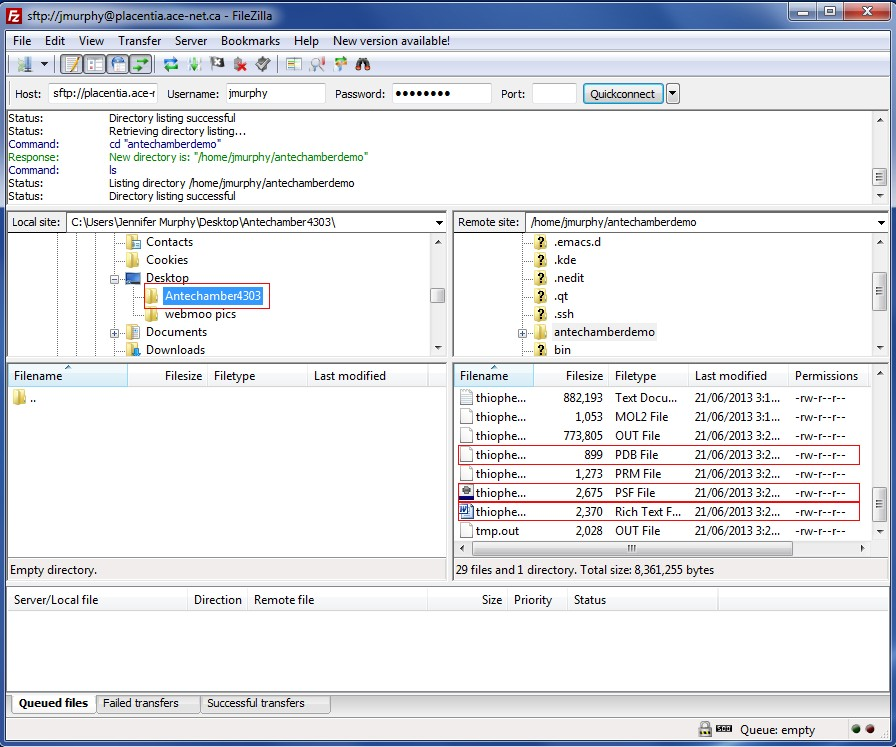 sftp://jmurphy@placentia.ace-net.ca - FileZilla
File Edit View Transfer Server Bookmarks Help New version available!
Host: sftp://placentia.ace-r Username: jmurphy Password: ●●●●●●●● Port: Quickconnect
Status: Directory listing successful
Status: Retrieving directory listing...
Command: cd "antechamberdemo"
Response: New directory is: "/home/jmurphy/antechamberdemo"
Command: ls
Status: Listing directory /home/jmurphy/antechamberdemo
Status: Directory listing successful
Local site: C:\Users\Jennifer Murphy\Desktop\Antechamber4303\
Contacts
Cookies
Desktop
Antechamber4303
webmoo pics
Documents
Downloads
Remote site: /home/jmurphy/antechamberdemo
.emacs.d
.kde
.nedit
.qt
.ssh
antechamberdemo
bin
Filename Filesize Filetype Last modified
..
Empty directory.
Filename Filesize Filetype Last modified Permissions
thiophe... 882,193 Text Docu... 21/06/2013 3:1... -rw-r--r--
thiophe... 1,053 MOL2 File 21/06/2013 3:1... -rw-r--r--
thiophe... 773,805 OUT File 21/06/2013 3:2... -rw-r--r--
thiophe... 899 PDB File 21/06/2013 3:2... -rw-r--r--
thiophe... 1,273 PRM File 21/06/2013 3:2... -rw-r--r--
thiophe... 2,675 PSF File 21/06/2013 3:2... -rw-r--r--
thiophe... 2,370 Rich Text F... 21/06/2013 3:2... -rw-r--r--
tmp.out 2,028 OUT File 21/06/2013 3:2... -rw-r--r--
29 files and 1 directory. Total size: 8,361,255 bytes
Server/Local file Direction Remote file Size Priority Status
Queued files Failed transfers Successful transfers
Queue: empty